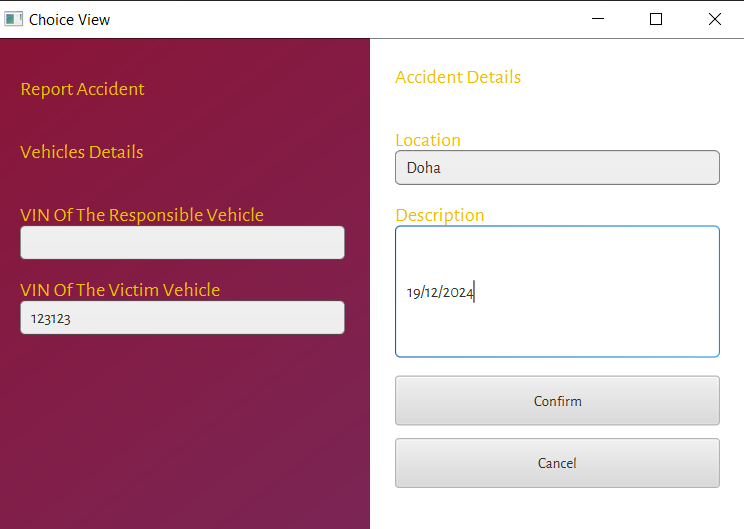 Choice View
Report Accident
Vehicles Details
VIN Of The Responsible Vehicle
VIN Of The Victim Vehicle
123123
Accident Details
Location
Doha
Description
19/12/2024
Confirm
Cancel